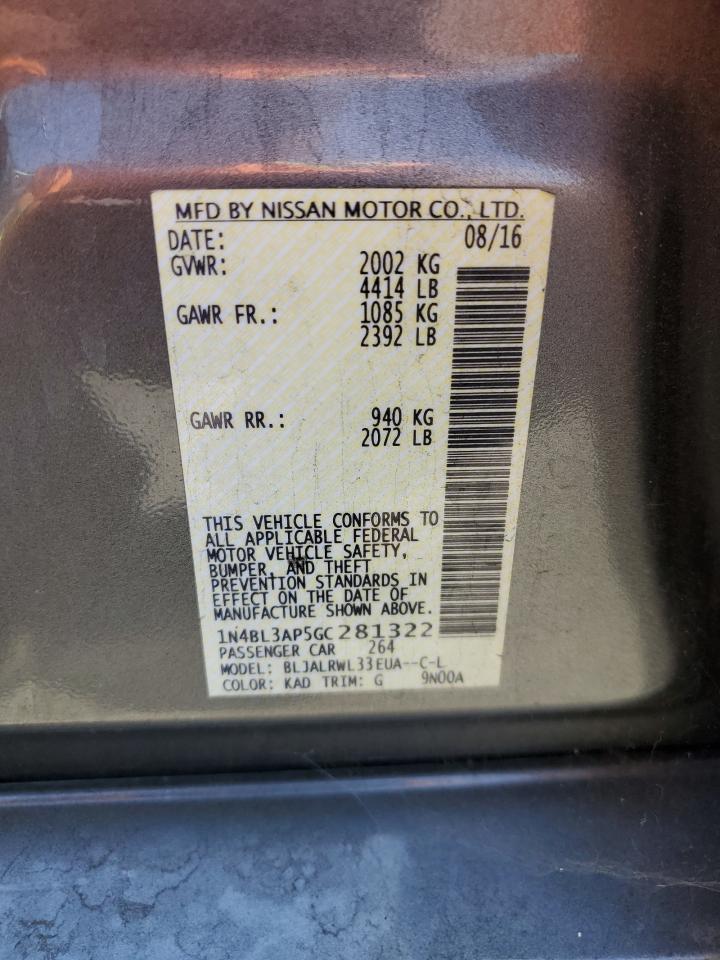 MFD BY NISSAN MOTOR CO., LTD.
DATE: 08/16
GVWR: 2002 KG
4414 LB
GAWR FR.: 1085 KG
2392 LB
GAWR RR.: 940 KG
2072 LB
THIS VEHICLE CONFORMS TO
ALL APPLICABLE FEDERAL
MOTOR VEHICLE SAFETY,
BUMPER, AND THEFT
PREVENTION STANDARDS IN
EFFECT ON THE DATE OF
MANUFACTURE SHOWN ABOVE.
1N4BL3AP5GC281322
PASSENGER CAR 264
MODEL: BLJALRWL33EUA--C-L
COLOR: KAD TRIM: G 9N00A